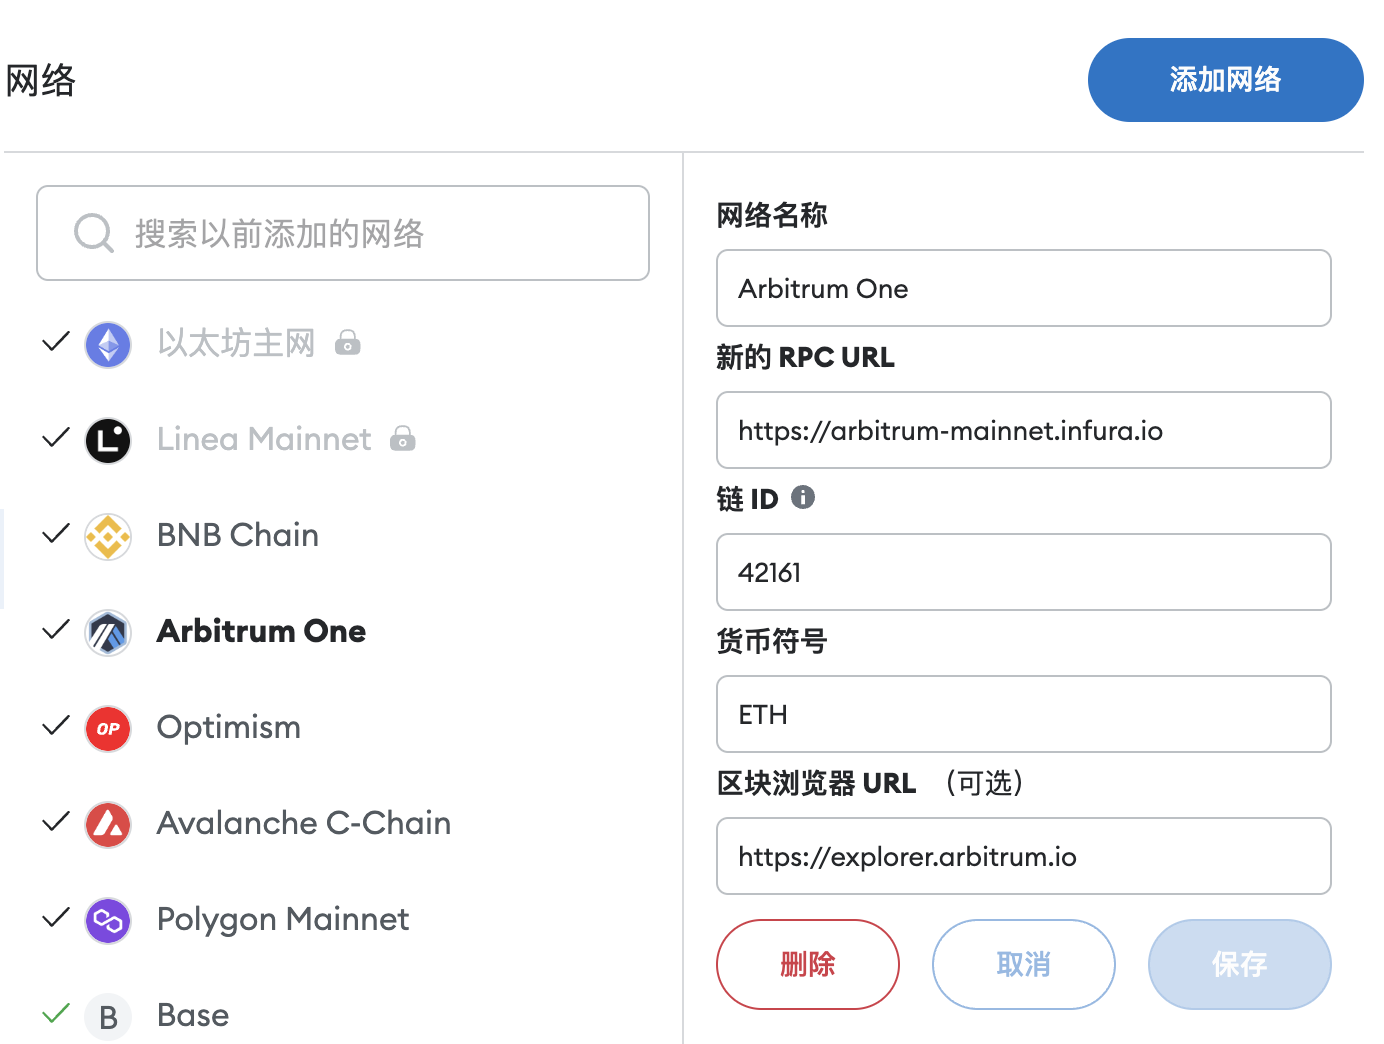 网络
添加网络
搜索以前添加的网络
以太坊主网
Linea Mainnet
BNB Chain
Arbitrum One
OP
Optimism
Avalanche C-Chain
Polygon Mainnet
B
Base
网络名称
Arbitrum One
新的 RPC URL
https://arbitrum-mainnet.infura.io
链 ID
42161
货币符号
ETH
区块浏览器 URL （可选）
https://explorer.arbitrum.io
删除
取消
保存